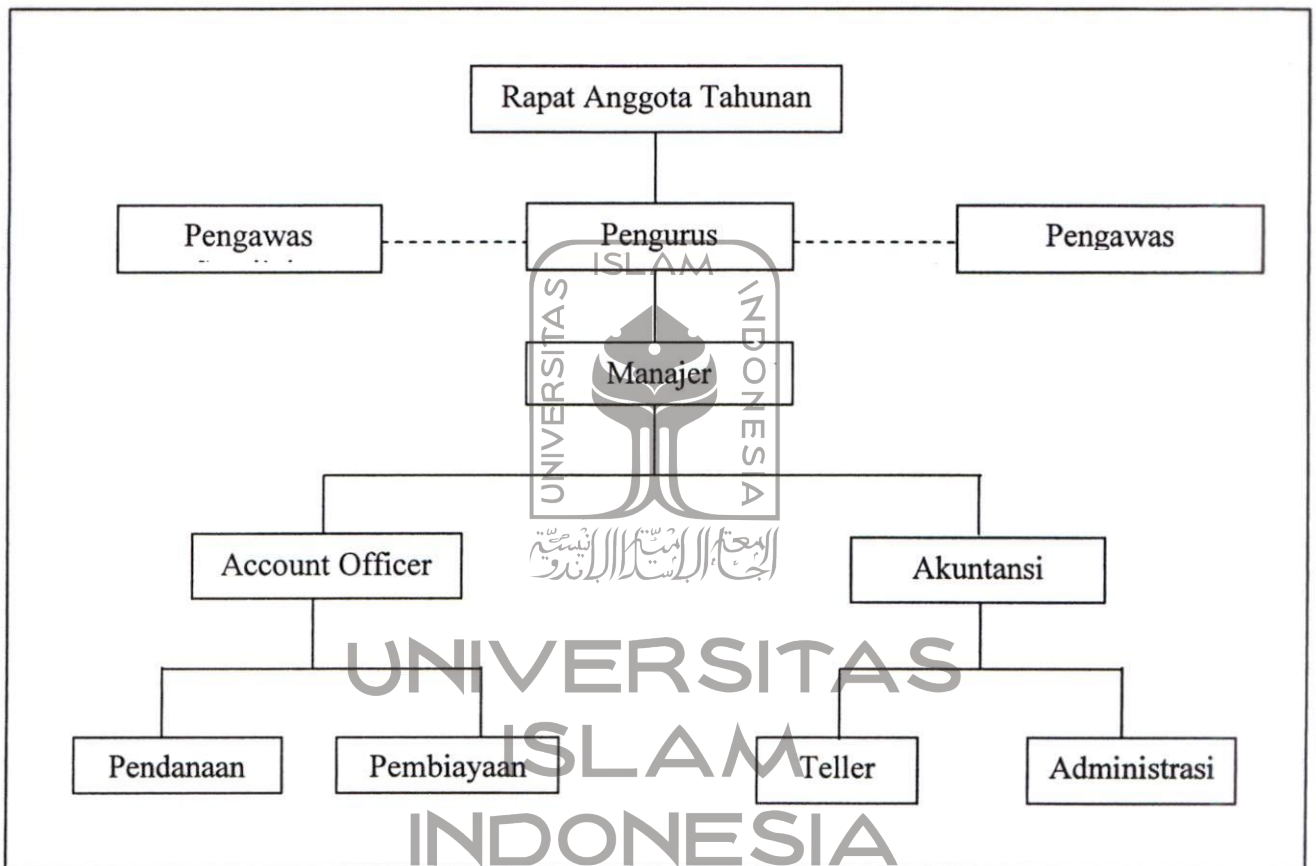 Rapat Anggota Tahunan
Pengawas
Pengurus
Pengawas
Manajer
Account Officer
Akuntansi
Pendanaan
Pembiayaan
Teller
Administrasi
ISLAM
UNIVERSITAS
INDONESIA
UNIVERSITAS
ISLAM
INDONESIA